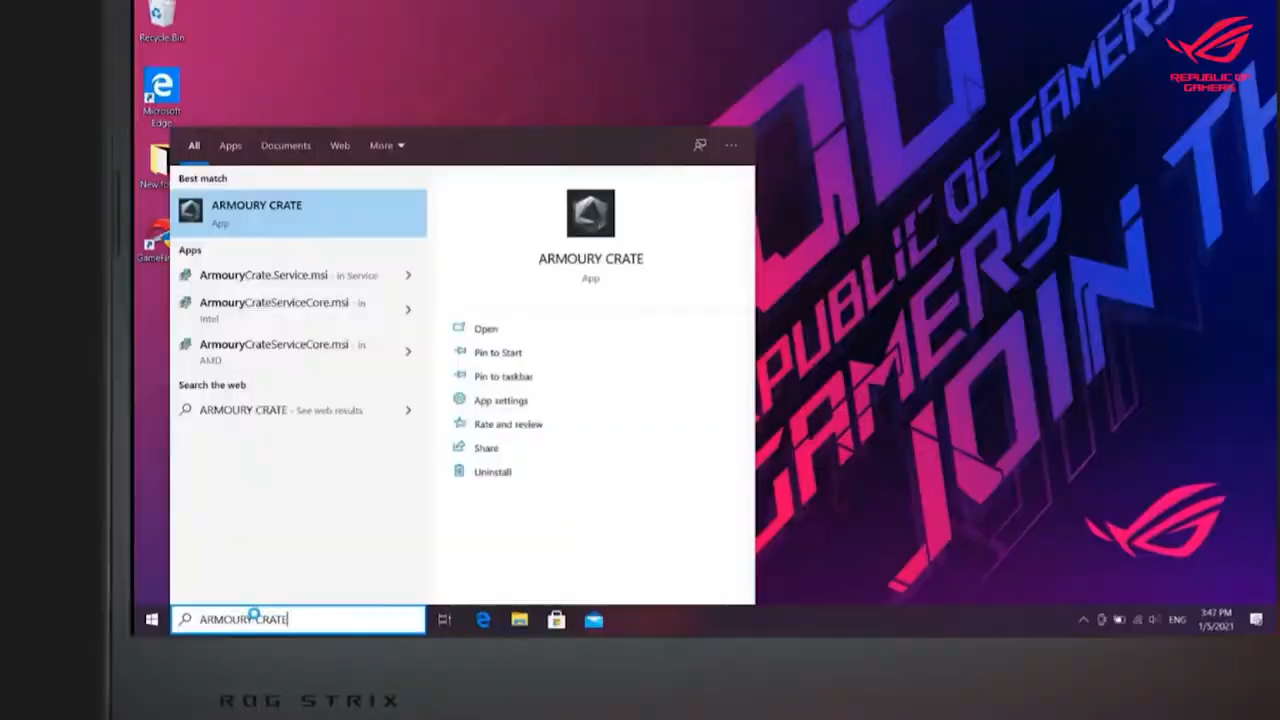 Recycle Bin
REPUBLIC OF
GAMERS
Microsoft
Edge
All Apps Documents Web More
Best match
ARMOURY CRATE
App
ARMOURY CRATE
App
Apps
ArmouryCrate.Service.msi - in Service
ArmouryCrateServiceCore.msi - in
Intel
ArmouryCrateServiceCore.msi - in
AMD
Search the web
ARMOURY CRATE - See web results
Open
Pin to Start
Pin to taskbar
App settings
Rate and review
Share
Uninstall
REPUBLIC OF GAMERS
GAMERS
JOIN
ARMOURY CRATE
ENG
3:47 PM
1/5/2021
ROG STRIX